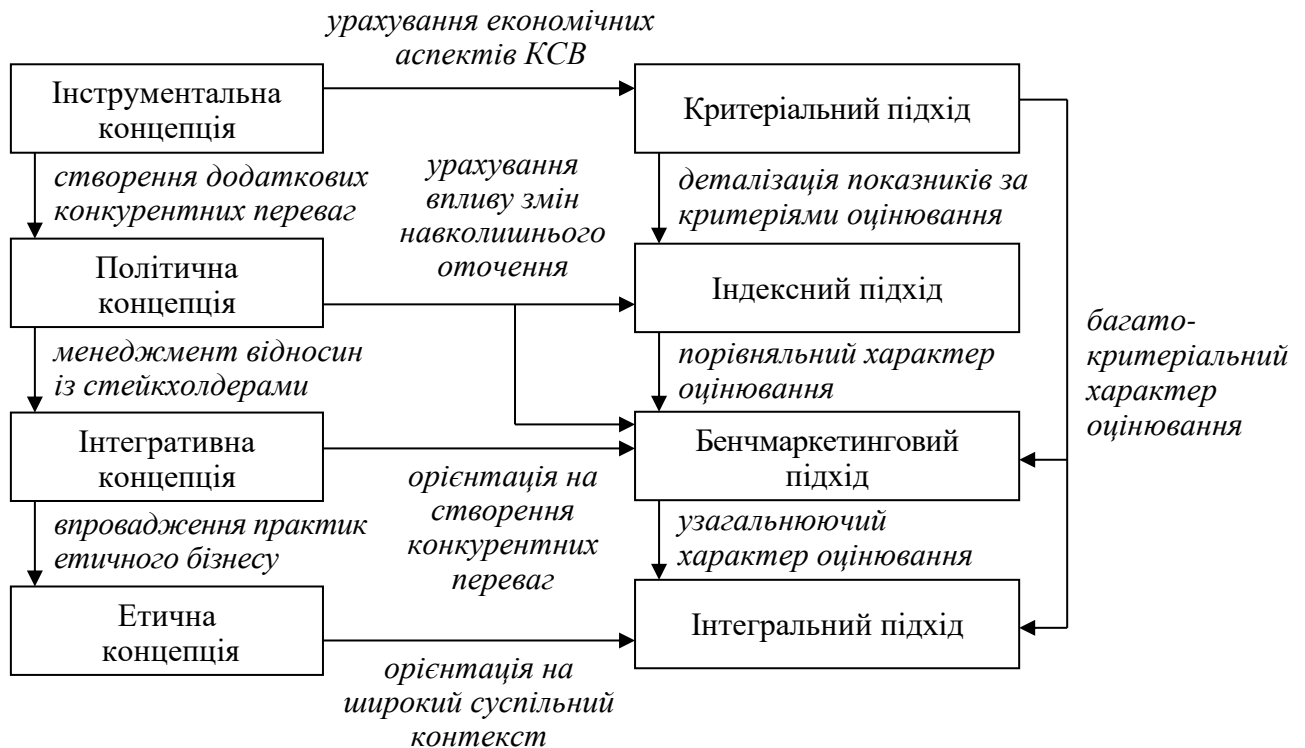 урахування економічних
аспектів КСВ
Інструментальна
концепція
Критеріальний підхід
створення додаткових
конкурентних переваг
урахування
впливу змін
навколишнього
оточення
деталізація показників за
критеріями оцінювання
Політична
концепція
Індексний підхід
багато-
критеріальний
характер
оцінювання
менеджмент відносин
із стейкхолдерами
порівняльний характер
оцінювання
Інтегративна
концепція
Бенчмаркетинговий
підхід
впровадження практик
етичного бізнесу
орієнтація на
створення
конкурентних
переваг
узагальнюючий
характер оцінювання
Етична
концепція
Інтегральний підхід
орієнтація на
широкий суспільний
контекст